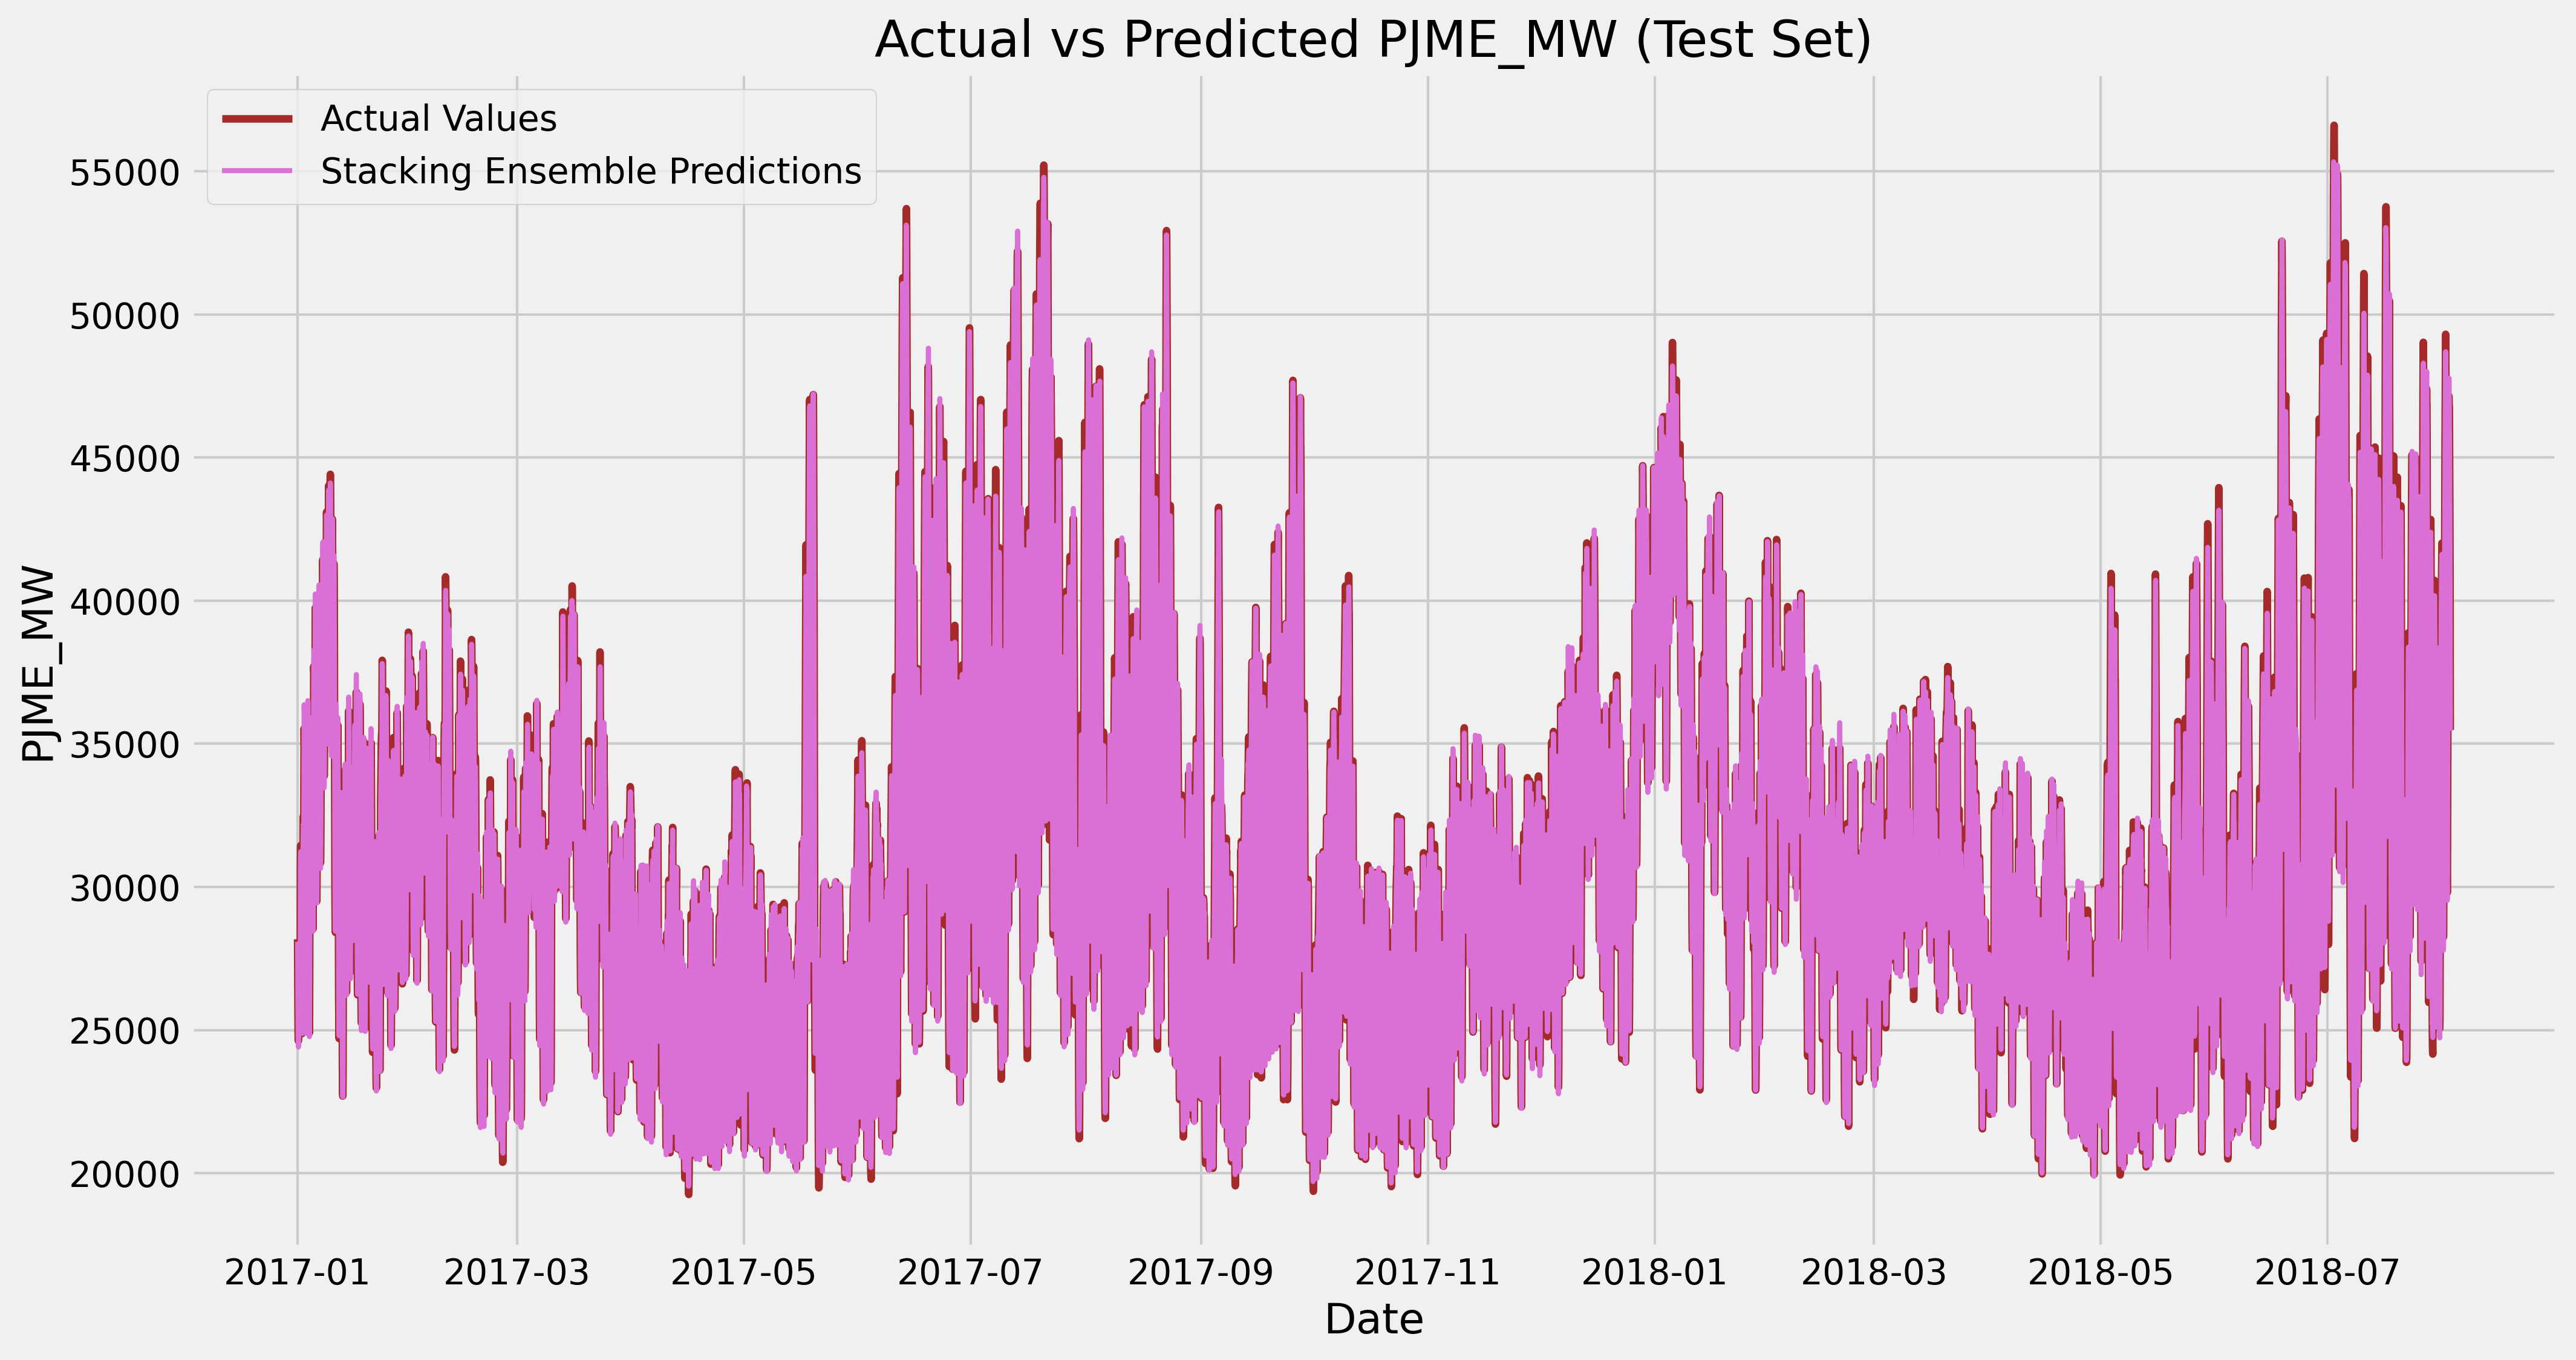 Actual vs Predicted PJME_MW (Test Set)
Actual Values
Stacking Ensemble Predictions
PJME_MW
55000
50000
45000
40000
35000
30000
25000
20000
2017-01 2017-03 2017-05 2017-07 2017-09 2017-11 2018-01 2018-03 2018-05 2018-07
Date